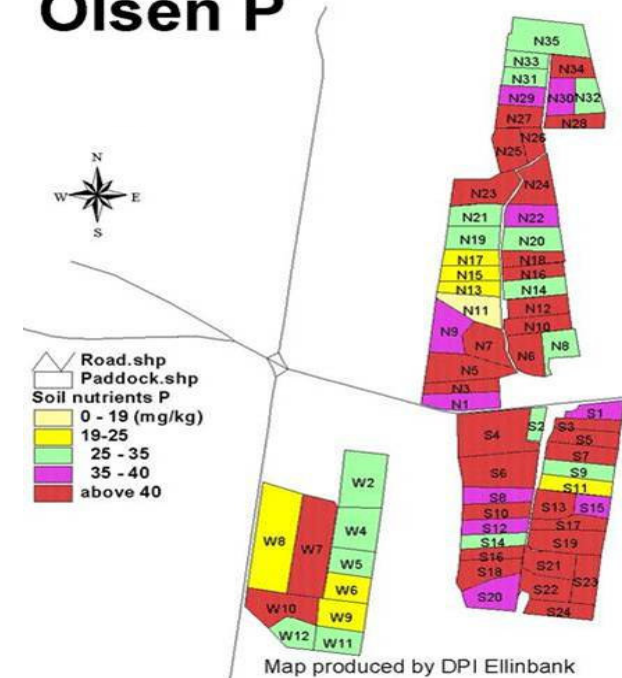 Olsen P
N
W E
S
N35
N33
N34
N31
N29
N30
N32
N27
N28
N26
N25
N24
N23
N21
N22
N19
N20
N17
N18
N15
N16
N13
N14
N11
N12
N10
N9
N7
N8
N6
N5
N3
N1
Road.shp
Paddock.shp
Soil nutrients P
0 - 19 (mg/kg)
19-25
25 - 35
35 - 40
above 40
S1
S2
S3
S4
S5
S7
S6
S9
S11
S8
S10
S13
S15
S12
S17
S14
S19
S16
S18
S21
S20
S22
S23
S24
W2
W4
W8
W7
W5
W6
W10
W9
W12
W11
Map produced by DPI Ellinbank